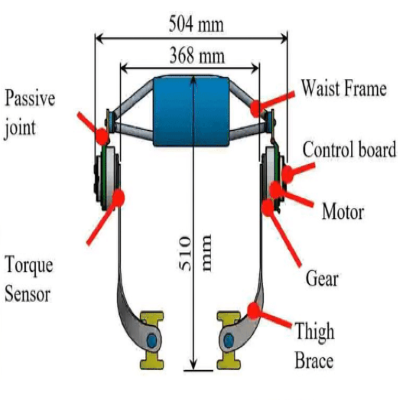 504 mm
368 mm
Passive
joint
Waist Frame
Control board
Motor
510
mm
Torque
Sensor
Gear
Thigh
Brace